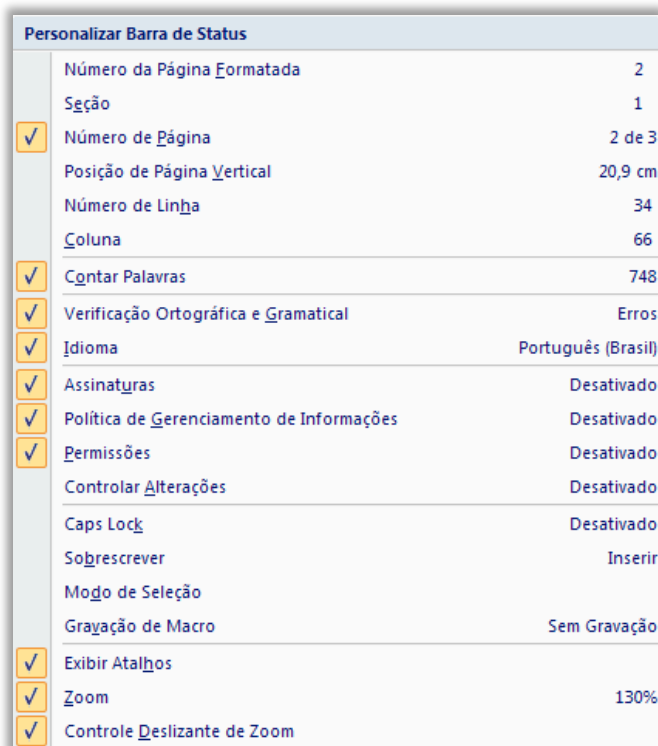 Personalizar Barra de Status
Número da Página Formatada 2
Seção 1
Número de Página 2 de 3
Posição de Página Vertical 20,9 cm
Número de Linha 34
Coluna 66
Contar Palavras 748
Verificação Ortográfica e Gramatical Erros
Idioma Português (Brasil)
Assinaturas Desativado
Política de Gerenciamento de Informações Desativado
Permissões Desativado
Controlar Alterações Desativado
Caps Lock Desativado
Sobrescrever Inserir
Modo de Seleção
Gravação de Macro Sem Gravação
Exibir Atalhos
Zoom 130%
Controle Deslizante de Zoom